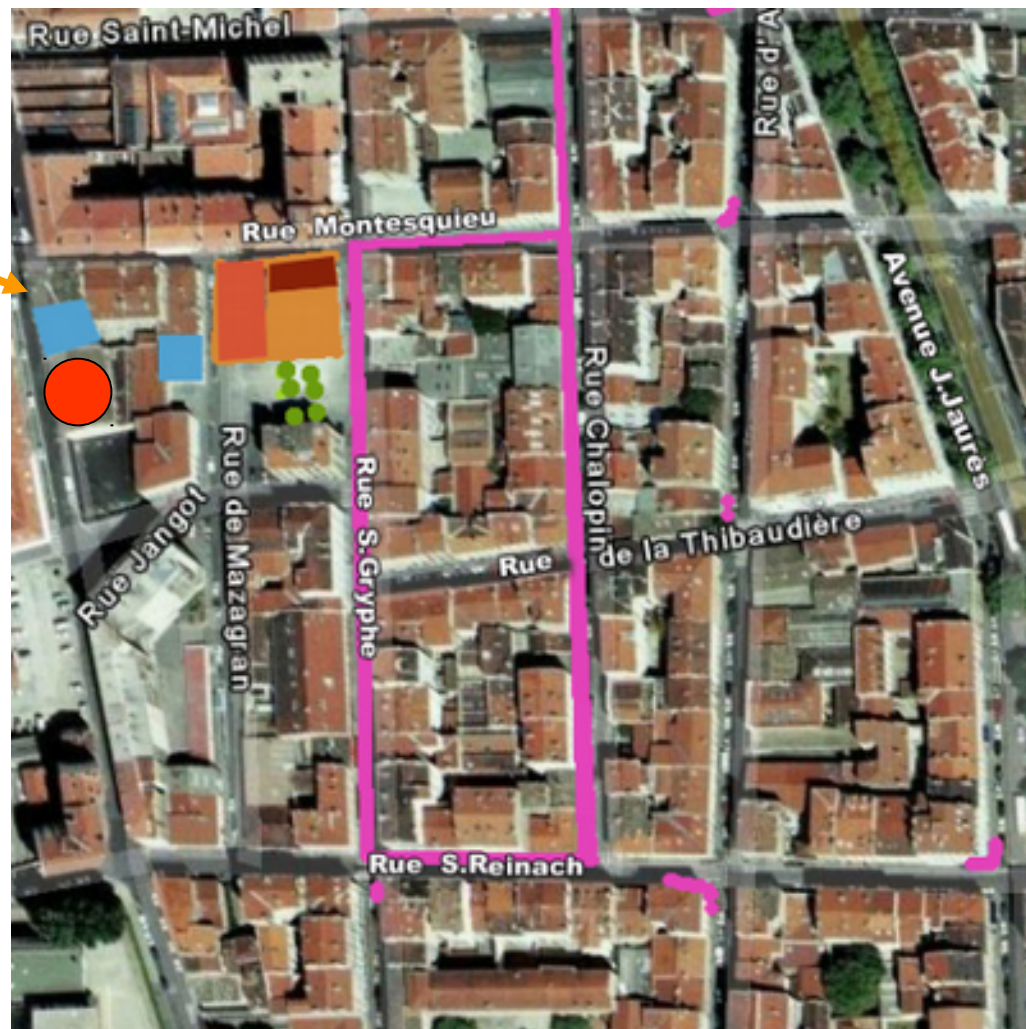 Rue Saint-Michel
Rue d'A
Rue Montesquieu
Avenue J.Jaurès
Rue Chalopin
Rue S.Gryphe
Rue de Mazagran
Rue Jangot
Rue de la Thibaudière
Rue S.Reinach